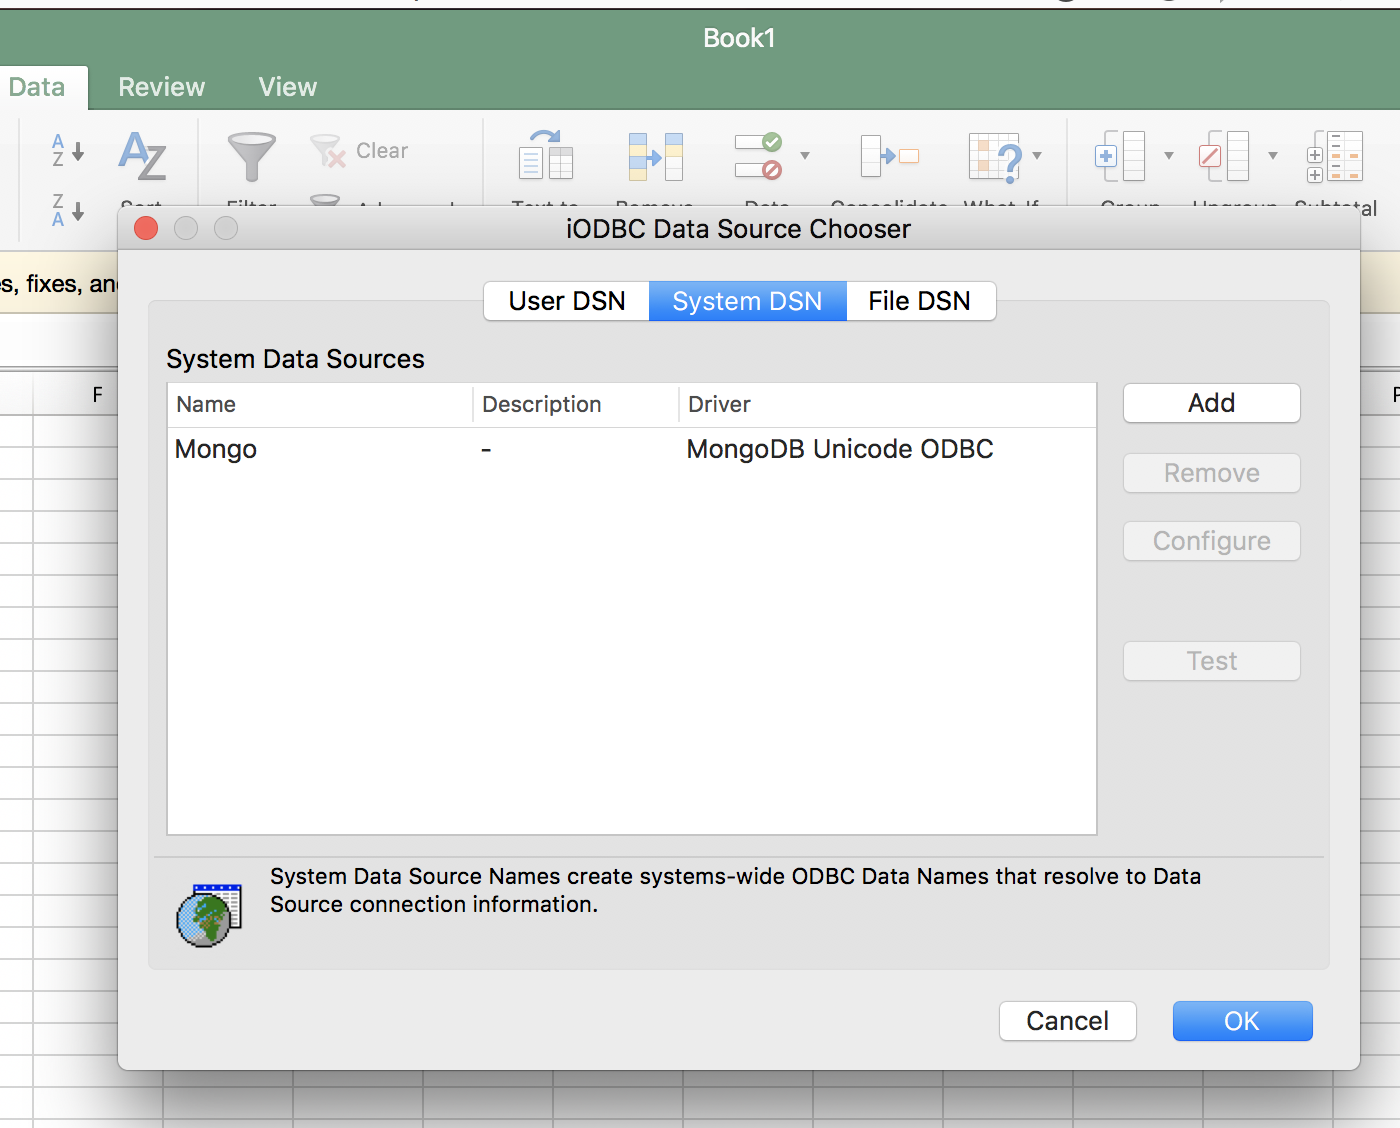 Book1
Data Review View
A Z
A Z
Clear
Z A
s, fixes, an
iODBC Data Source Chooser
User DSN System DSN File DSN
System Data Sources
F
Name Description Driver
Mongo - MongoDB Unicode ODBC
Add
Remove
Configure
Test
System Data Source Names create systems-wide ODBC Data Names that resolve to Data
Source connection information.
Cancel OK